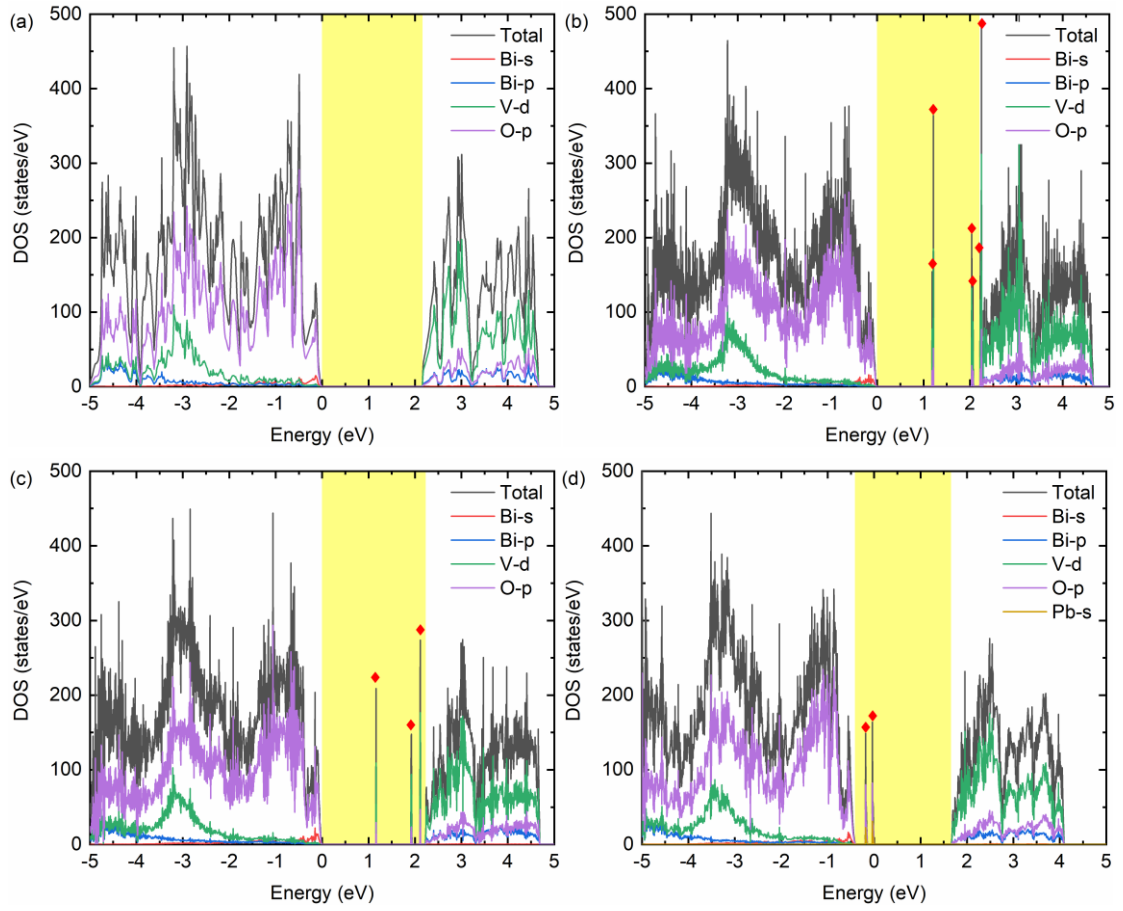 (a)
500
400
300
200
100
0
DOS (states/eV)
Total
Bi-s
Bi-p
V-d
O-p
-5 -4 -3 -2 -1 0 1 2 3 4 5
Energy (eV)
(b)
500
400
300
200
100
0
DOS (states/eV)
Total
Bi-s
Bi-p
V-d
O-p
-5 -4 -3 -2 -1 0 1 2 3 4 5
Energy (eV)
(c)
500
400
300
200
100
0
DOS (states/eV)
Total
Bi-s
Bi-p
V-d
O-p
-5 -4 -3 -2 -1 0 1 2 3 4 5
Energy (eV)
(d)
500
400
300
200
100
0
DOS (states/eV)
Total
Bi-s
Bi-p
V-d
O-p
Pb-s
-5 -4 -3 -2 -1 0 1 2 3 4 5
Energy (eV)